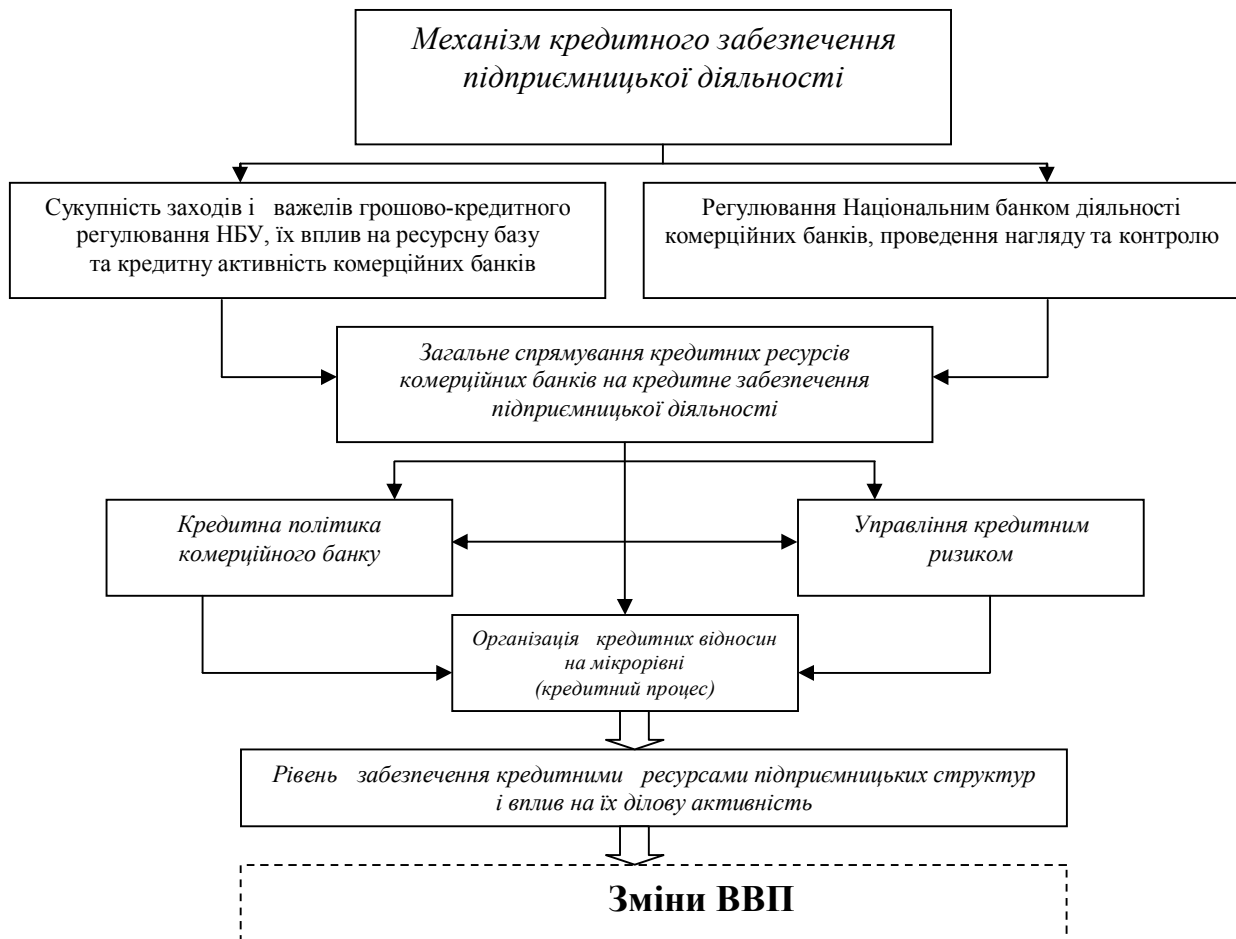 Механізм кредитного забезпечення
підприємницької діяльності
Сукупність заходів і важелів грошово-кредитного
регулювання НБУ, їх вплив на ресурсну базу
та кредитну активність комерційних банків
Регулювання Національним банком діяльності
комерційних банків, проведення нагляду та контролю
Загальне спрямування кредитних ресурсів
комерційних банків на кредитне забезпечення
підприємницької діяльності
Кредитна політика
комерційного банку
Управління кредитним
ризиком
Організація кредитних відносин
на мікрорівні
(кредитний процес)
Рівень забезпечення кредитними ресурсами підприємницьких структур
і вплив на їх ділову активність
Зміни ВВП